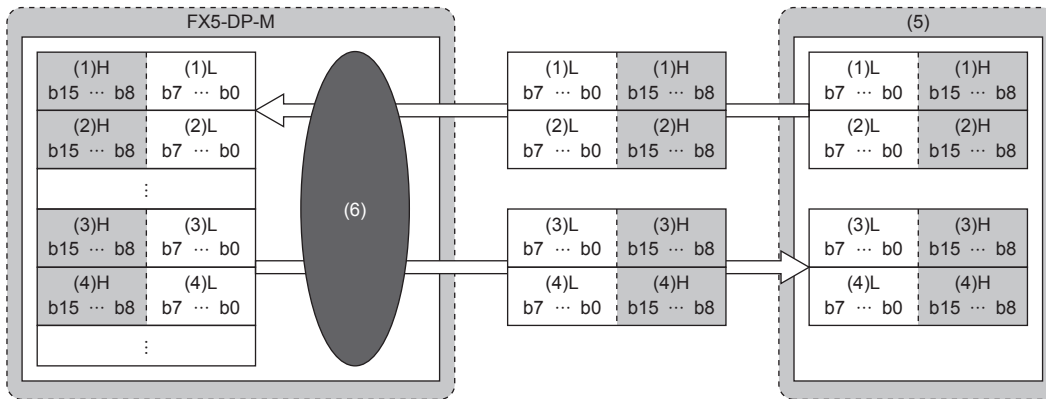 FX5-DP-M
(5)
(1)H (1)L (1)L (1)H (1)L (1)H
b15 ⋯ b8 b7 ⋯ b0 b7 ⋯ b0 b15 ⋯ b8 b7 ⋯ b0 b15 ⋯ b8
(2)H (2)L (2)L (2)H (2)L (2)H
b15 ⋯ b8 b7 ⋯ b0 b7 ⋯ b0 b15 ⋯ b8 b7 ⋯ b0 b15 ⋯ b8
⋮
(6)
(3)H (3)L (3)L (3)H (3)L (3)H
b15 ⋯ b8 b7 ⋯ b0 b7 ⋯ b0 b15 ⋯ b8 b7 ⋯ b0 b15 ⋯ b8
(4)H (4)L (4)L (4)H (4)L (4)H
b15 ⋯ b8 b7 ⋯ b0 b7 ⋯ b0 b15 ⋯ b8 b7 ⋯ b0 b15 ⋯ b8
⋮